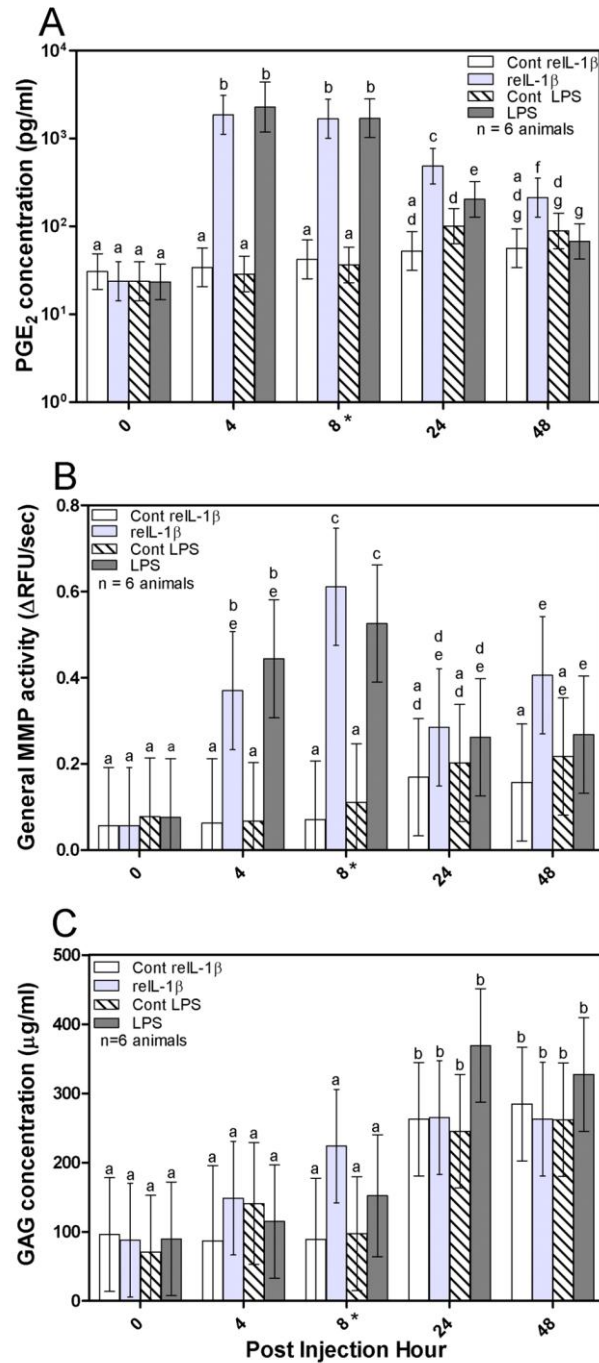 A
PGE₂ concentration (pg/ml)
10⁴
10³
10²
10¹
10⁰
Cont reIL-1β
reIL-1β
Cont LPS
LPS
n = 6 animals
a a a a
a b a b
a b a b
a d c d e
a d g f d g g
0 4 8* 24 48
B
General MMP activity (ΔRFU/sec)
0.8
0.6
0.4
0.2
0.0
Cont reIL-1β
reIL-1β
Cont LPS
LPS
n = 6 animals
a a a a
a b e a b e
a c a c
a d d e a d d e
a e a e e
0 4 8* 24 48
C
GAG concentration (µg/ml)
500
400
300
200
100
0
Cont reIL-1β
reIL-1β
Cont LPS
LPS
n=6 animals
a a a a
a a a a
a a a a
b b b b
b b b b
0 4 8* 24 48
Post Injection Hour